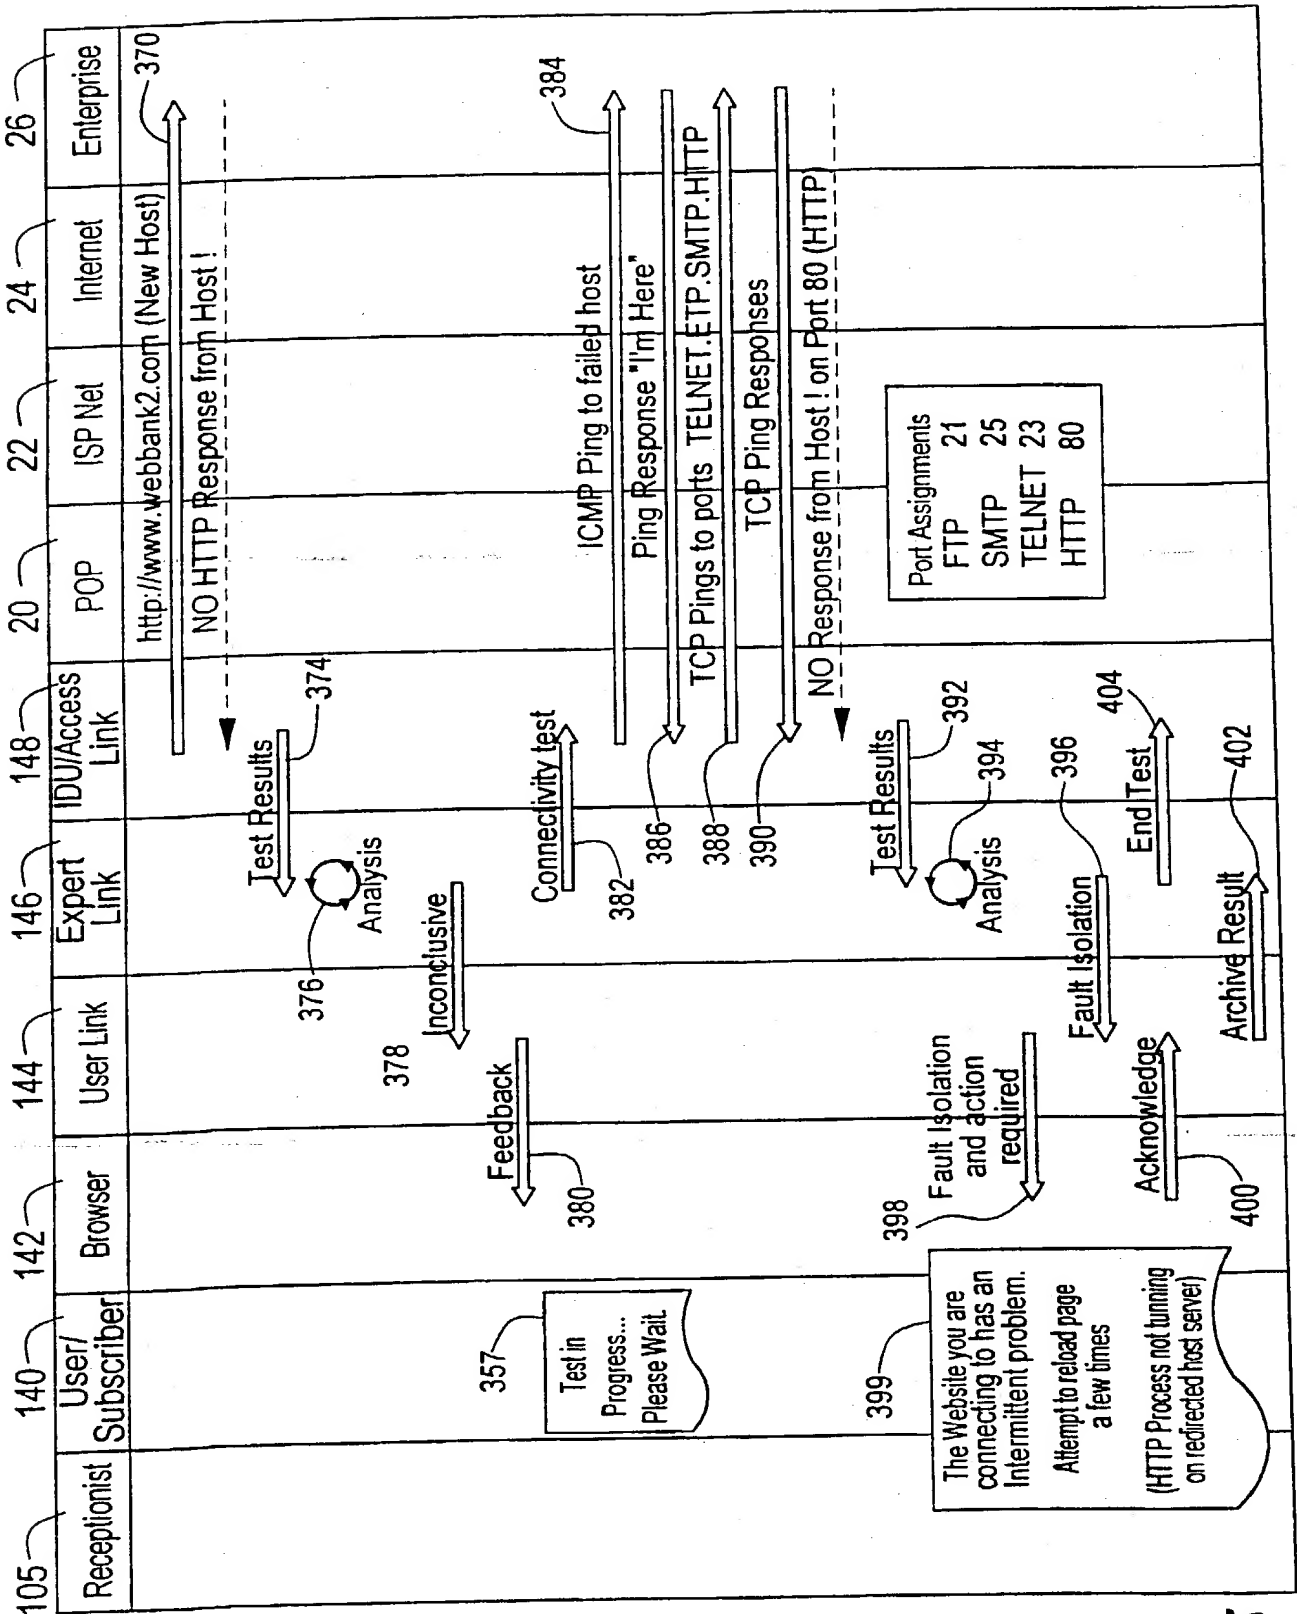 105
140
142
144
146
148
20
22
24
26
Receptionist
User/
Subscriber
Browser
User Link
Expert
Link
IDU/Access
Link
POP
ISP Net
Internet
Enterprise
http://www.webbank2.com (New Host)
370
NO HTTP Response from Host !
Test Results
374
Analysis
376
Inconclusive
378
Feedback
380
357
Test in
Progress...
Please Wait.
Connectivity test
382
ICMP Ping to failed host
384
Ping Response "I'm Here"
386
TCP Pings to ports TELNET.ETP.SMTP.HTTP
388
TCP Ping Responses
390
NO Response from Host ! on Port 80 (HTTP)
Test Results
392
Analysis
394
Port Assignments
FTP 21
SMTP 25
TELNET 23
HTTP 80
Fault Isolation
396
Fault Isolation
and action
required
398
399
The Website you are
connecting to has an
Intermittent problem.
Attempt to reload page
a few times
(HTTP Process not tunning
on redirected host server)
Acknowledge
400
End Test
404
Archive Result
402